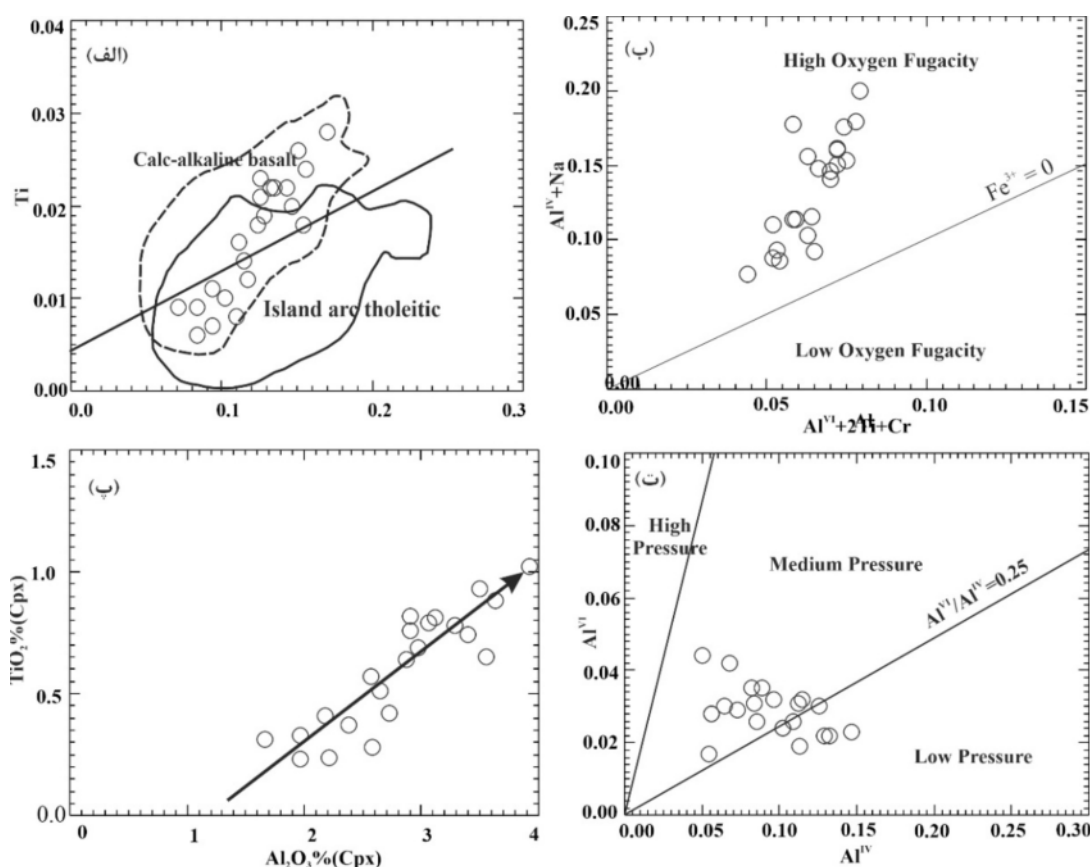 (الف)
0.04
0.03
0.02
0.01
0.00
Ti
Calc-alkaline basalt
Island arc tholeitic
0.0
0.1
0.2
0.3
(ب)
0.25
0.20
0.15
0.10
0.05
0.00
Al^IV+Na
High Oxygen Fugacity
Fe³⁺ = 0
Low Oxygen Fugacity
0.00
0.05
0.10
0.15
Al
Al^VI+2Ti+Cr
(پ)
1.5
1.0
0.5
0.0
TiO₂%(Cpx)
0
1
2
3
4
Al₂O₃%(Cpx)
(ت)
0.10
0.08
0.06
0.04
0.02
0.00
Al^VI
High
Pressure
Medium Pressure
Al^VI/Al^IV=0.25
Low Pressure
0.00
0.05
0.10
0.15
0.20
0.25
0.30
Al^IV